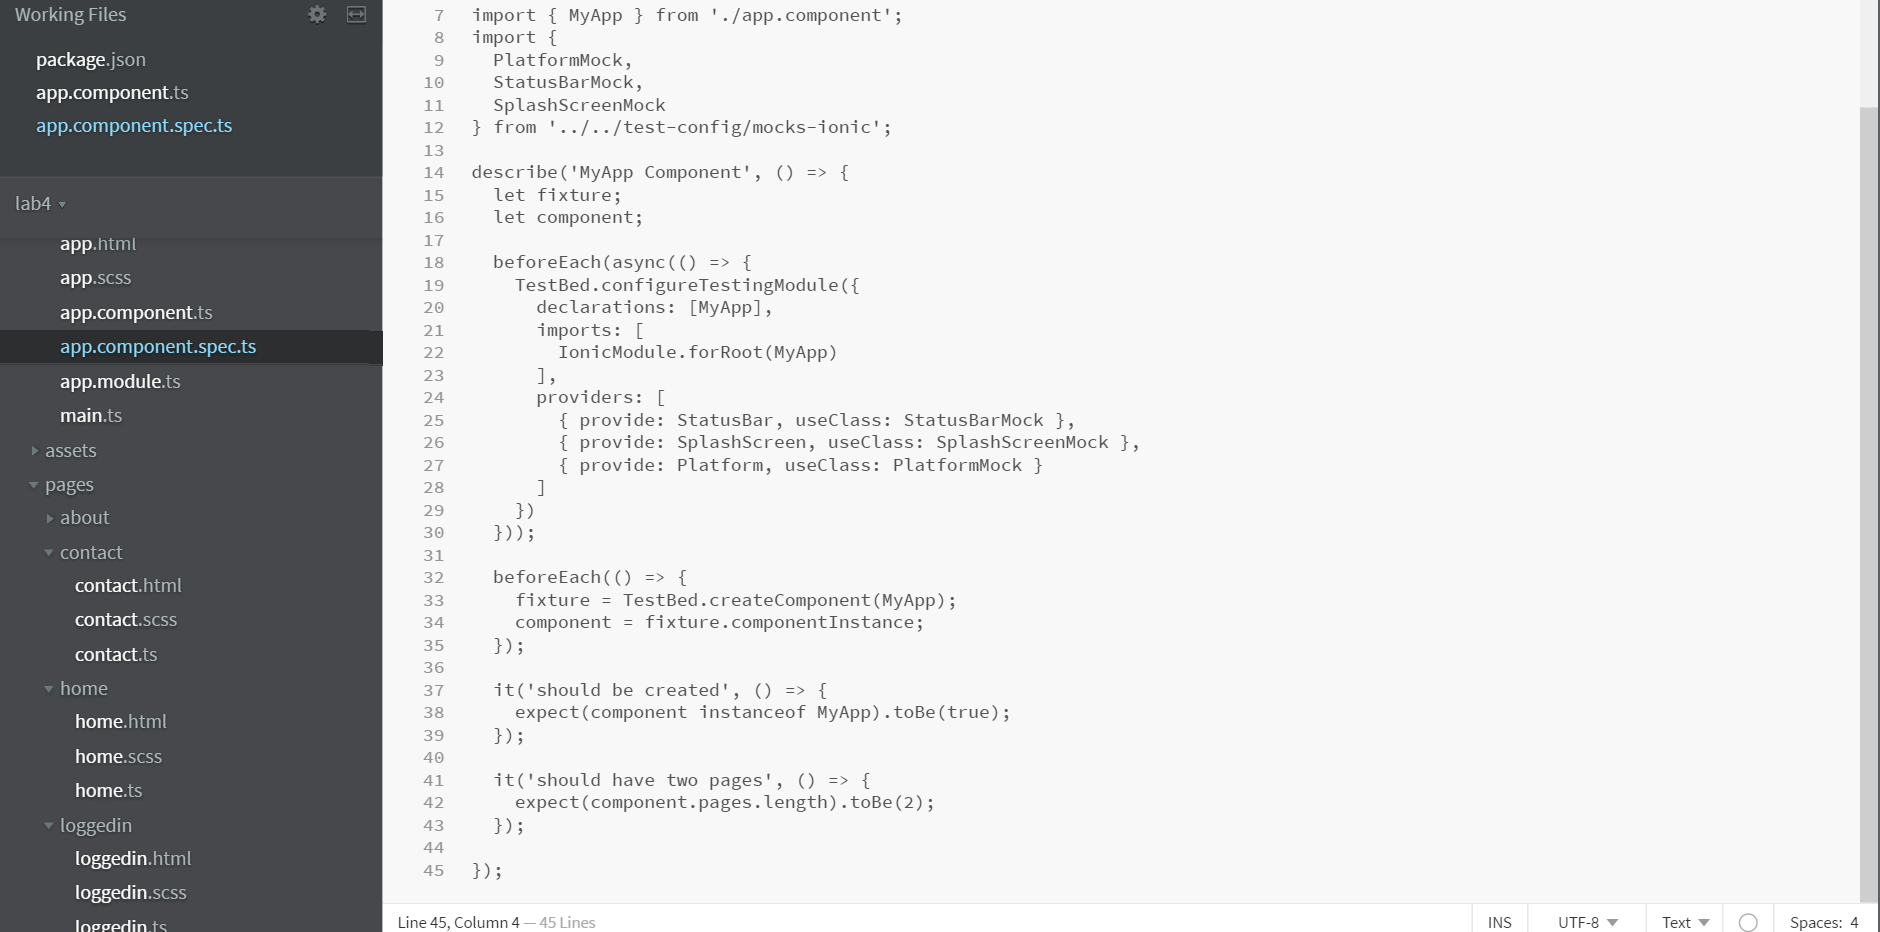 Working Files
package.json
app.component.ts
app.component.spec.ts
lab4
app.html
app.scss
app.component.ts
app.component.spec.ts
app.module.ts
main.ts
assets
pages
about
contact
contact.html
contact.scss
contact.ts
home
home.html
home.scss
home.ts
loggedin
loggedin.html
loggedin.scss
loggedin.ts
7 import { MyApp } from './app.component';
8 import {
9   PlatformMock,
10   StatusBarMock,
11   SplashScreenMock
12 } from '../../test-config/mocks-ionic';
13
14 describe('MyApp Component', () => {
15   let fixture;
16   let component;
17
18   beforeEach(async(() => {
19     TestBed.configureTestingModule({
20       declarations: [MyApp],
21       imports: [
22         IonicModule.forRoot(MyApp)
23       ],
24       providers: [
25         { provide: StatusBar, useClass: StatusBarMock },
26         { provide: SplashScreen, useClass: SplashScreenMock },
27         { provide: Platform, useClass: PlatformMock }
28       ]
29     })
30   }));
31
32   beforeEach(() => {
33     fixture = TestBed.createComponent(MyApp);
34     component = fixture.componentInstance;
35   });
36
37   it('should be created', () => {
38     expect(component instanceof MyApp).toBe(true);
39   });
40
41   it('should have two pages', () => {
42     expect(component.pages.length).toBe(2);
43   });
44
45 });
Line 45, Column 4 — 45 Lines
INS UTF-8 Text Spaces: 4